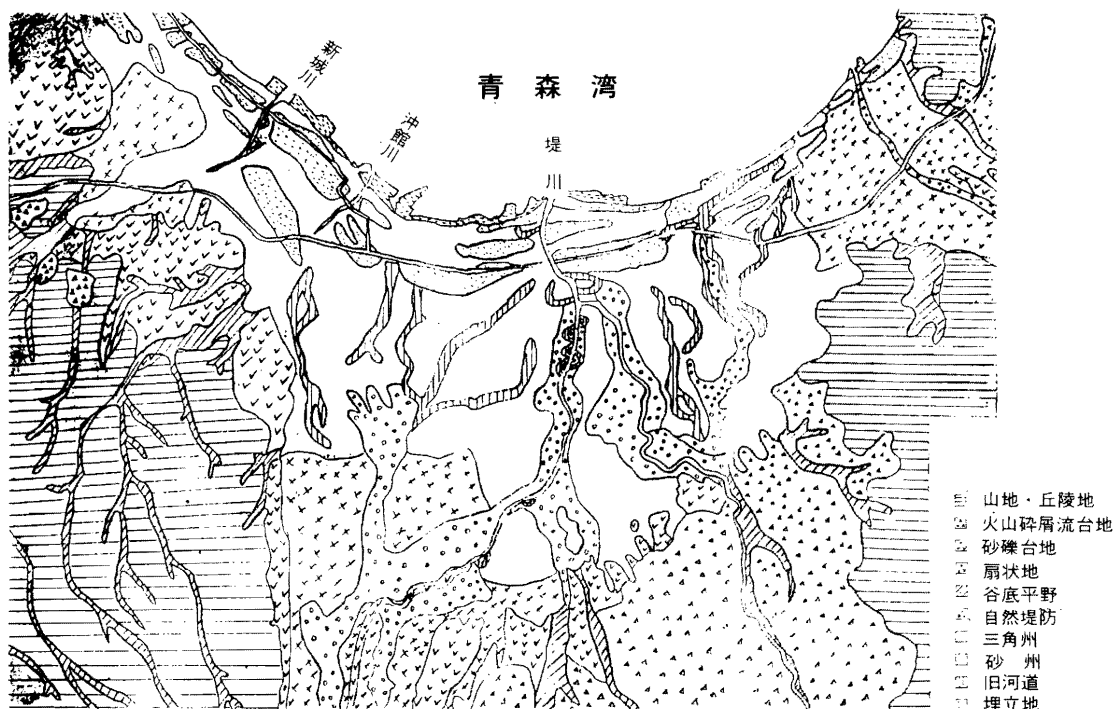 青森湾
新城川
沖館川
堤川
山地・丘陵地
火山砕屑流台地
砂礫台地
扇状地
谷底平野
自然堤防
三角州
砂州
旧河道
埋立地